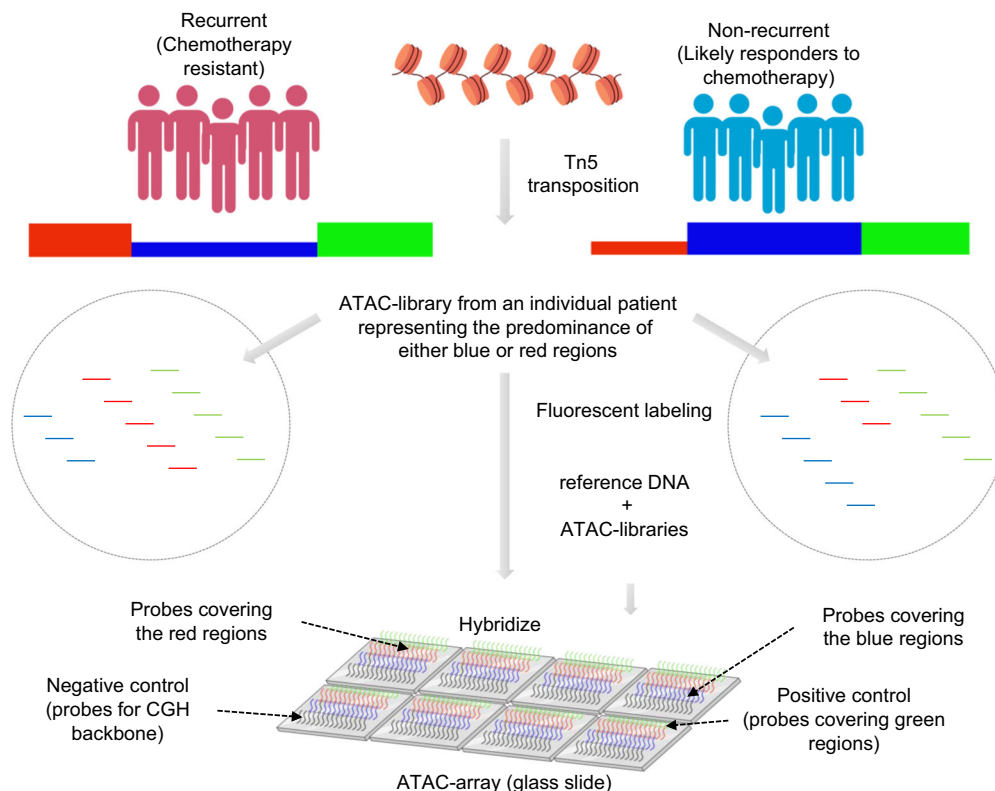 Recurrent
(Chemotherapy
resistant)
Non-recurrent
(Likely responders to
chemotherapy)
Tn5
transposition
ATAC-library from an individual patient
representing the predominance of
either blue or red regions
Fluorescent labeling
reference DNA
+
ATAC-libraries
Probes covering
the red regions
Hybridize
Probes covering
the blue regions
Negative control
(probes for CGH
backbone)
Positive control
(probes covering green
regions)
ATAC-array (glass slide)